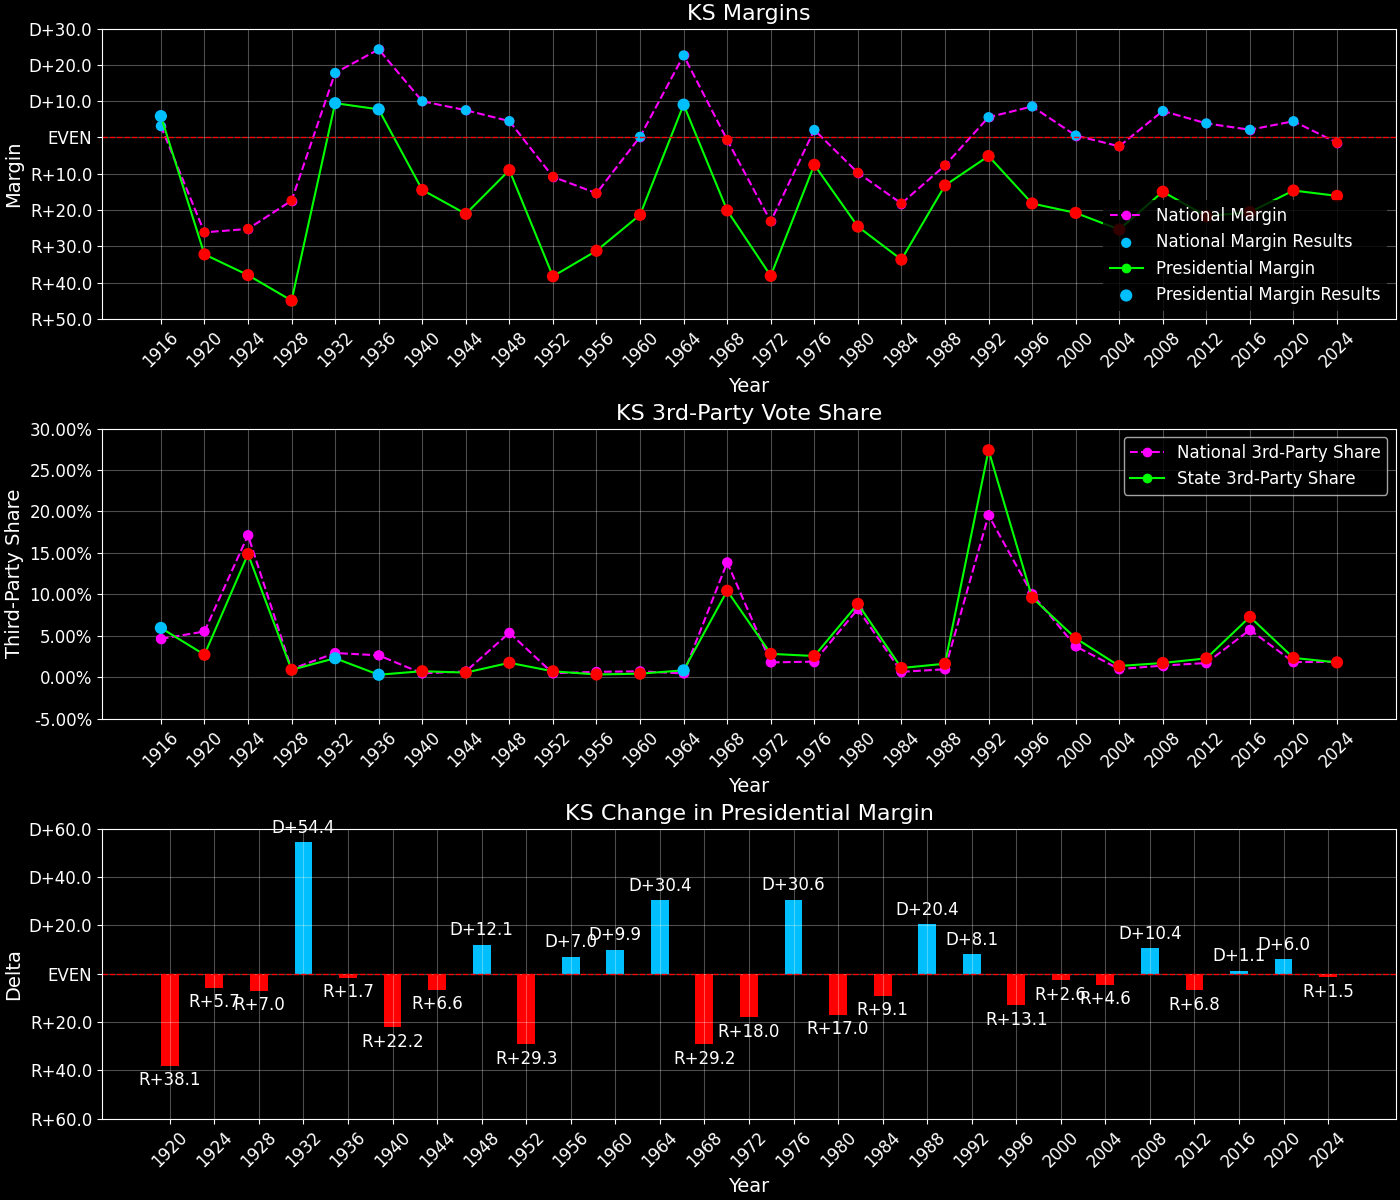 KS Margins
D+30.0
D+20.0
D+10.0
EVEN
R+10.0
R+20.0
R+30.0
R+40.0
R+50.0
Margin
National Margin
National Margin Results
Presidential Margin
Presidential Margin Results
1916 1920 1924 1928 1932 1936 1940 1944 1948 1952 1956 1960 1964 1968 1972 1976 1980 1984 1988 1992 1996 2000 2004 2008 2012 2016 2020 2024
Year
KS 3rd-Party Vote Share
30.00%
25.00%
20.00%
15.00%
10.00%
5.00%
0.00%
-5.00%
Third-Party Share
National 3rd-Party Share
State 3rd-Party Share
1916 1920 1924 1928 1932 1936 1940 1944 1948 1952 1956 1960 1964 1968 1972 1976 1980 1984 1988 1992 1996 2000 2004 2008 2012 2016 2020 2024
Year
KS Change in Presidential Margin
D+60.0
D+40.0
D+20.0
EVEN
R+20.0
R+40.0
R+60.0
Delta
R+38.1
R+5.7
R+7.0
D+54.4
R+1.7
R+22.2
R+6.6
D+12.1
R+29.3
D+7.0
D+9.9
D+30.4
R+29.2
R+18.0
D+30.6
R+17.0
R+9.1
D+20.4
D+8.1
R+13.1
R+2.6
R+4.6
D+10.4
R+6.8
D+1.1
D+6.0
R+1.5
1920 1924 1928 1932 1936 1940 1944 1948 1952 1956 1960 1964 1968 1972 1976 1980 1984 1988 1992 1996 2000 2004 2008 2012 2016 2020 2024
Year